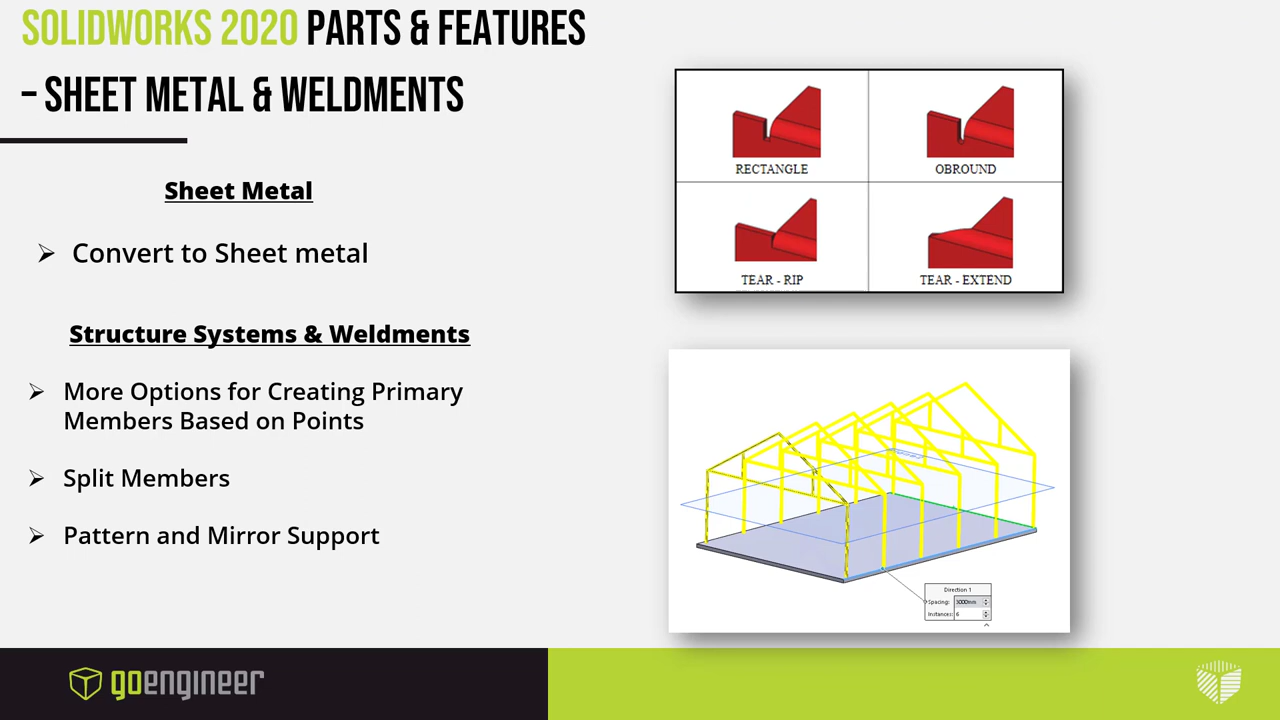 SOLIDWORKS 2020 PARTS & FEATURES
– SHEET METAL & WELDMENTS
Sheet Metal
➢ Convert to Sheet metal
Structure Systems & Weldments
➢ More Options for Creating Primary
Members Based on Points
➢ Split Members
➢ Pattern and Mirror Support
RECTANGLE
OBROUND
TEAR - RIP
TEAR - EXTEND
Direction 1
Spacing: 3000mm
Instances: 6
goengineer